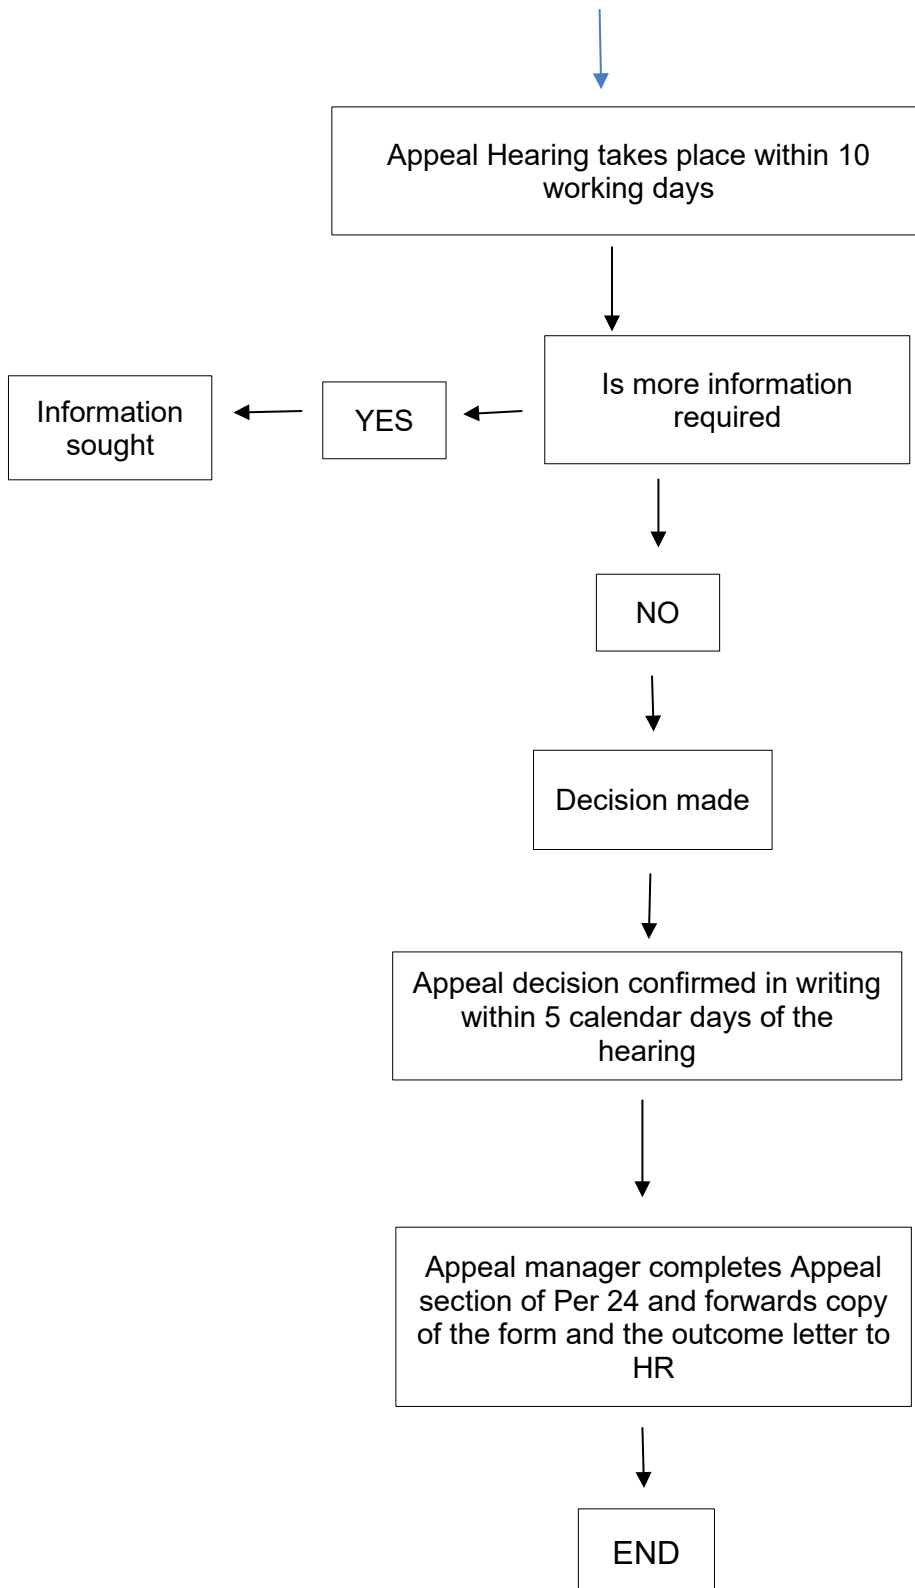 Appeal Hearing takes place within 10
working days
Is more information
required
YES
Information
sought
NO
Decision made
Appeal decision confirmed in writing
within 5 calendar days of the
hearing
Appeal manager completes Appeal
section of Per 24 and forwards copy
of the form and the outcome letter to
HR
END